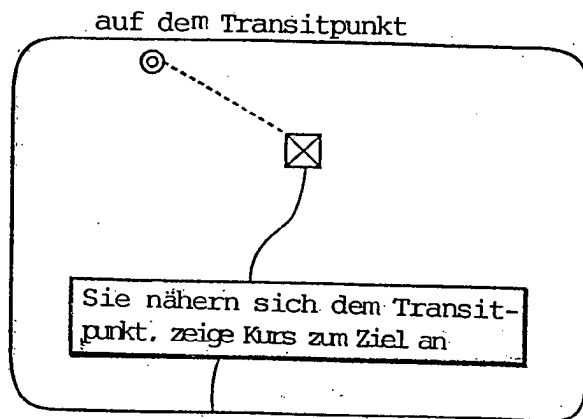 auf dem Transitpunkt
Sie nähern sich dem Transit-
punkt, zeige Kurs zum Ziel an